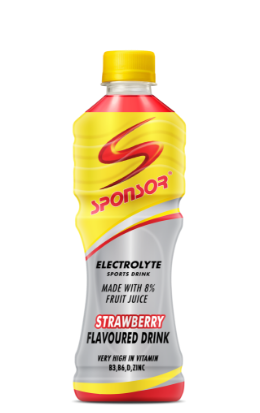 SPONSOR
ELECTROLYTE
SPORTS DRINK
MADE WITH 8%
FRUIT JUICE
STRAWBERRY
FLAVOURED DRINK
VERY HIGH IN VITAMIN
B3,B6,D,ZINC